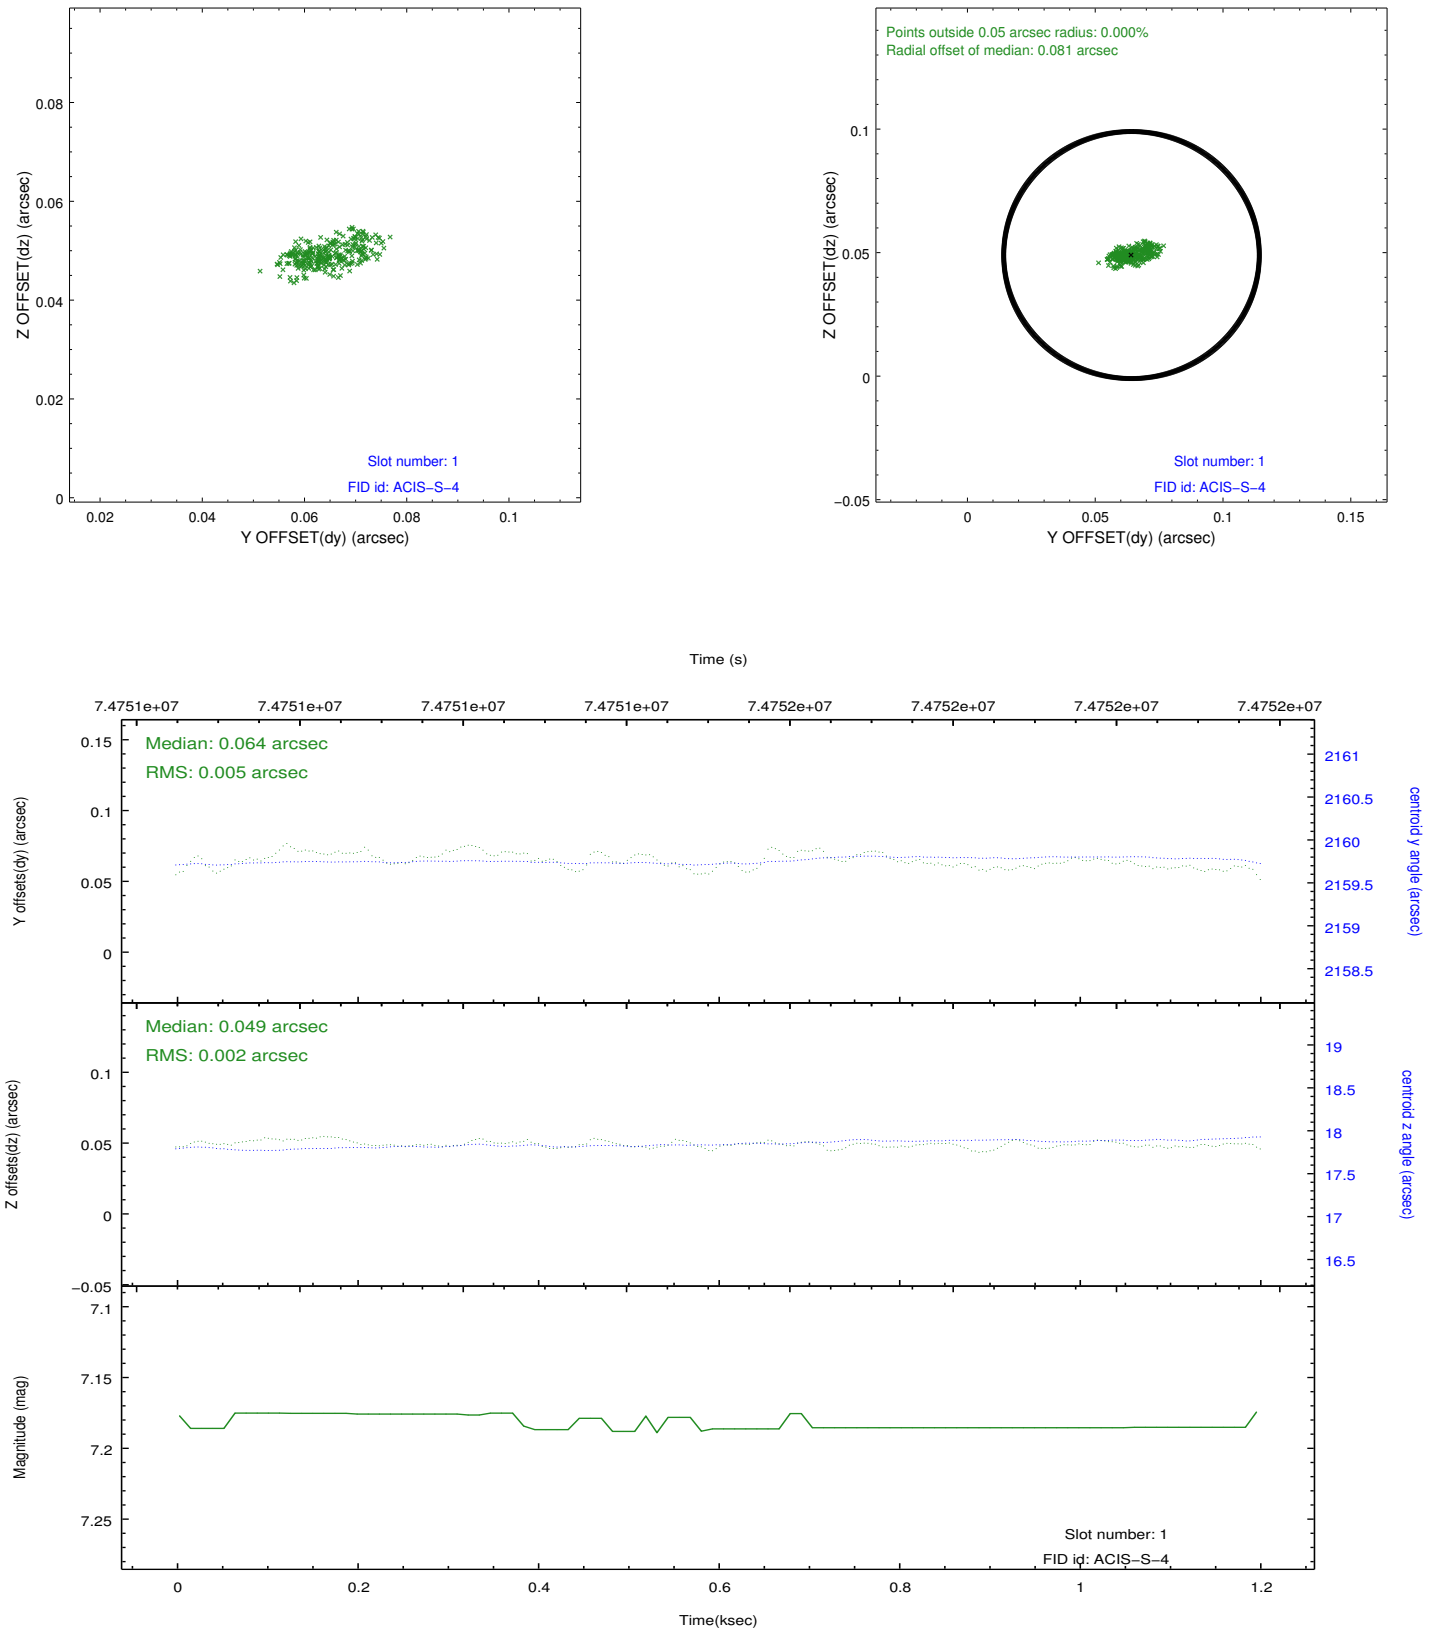 0.08
0.06
0.04
0.02
0
Z OFFSET(dz) (arcsec)
Slot number: 1
FID id: ACIS−S−4
0.02 0.04 0.06 0.08 0.1
Y OFFSET(dy) (arcsec)
Points outside 0.05 arcsec radius: 0.000%
Radial offset of median: 0.081 arcsec
0.1
0.05
0
−0.05
Z OFFSET(dz) (arcsec)
Slot number: 1
FID id: ACIS−S−4
0 0.05 0.1 0.15
Y OFFSET(dy) (arcsec)
Time (s)
7.4751e+07 7.4751e+07 7.4751e+07 7.4751e+07 7.4752e+07 7.4752e+07 7.4752e+07 7.4752e+07
Median: 0.064 arcsec
RMS: 0.005 arcsec
0.15
0.1
0.05
0
Y offsets(dy) (arcsec)
2161
2160.5
2160
2159.5
2159
2158.5
centroid y angle (arcsec)
Median: 0.049 arcsec
RMS: 0.002 arcsec
0.1
0.05
0
−0.05
Z offsets(dz) (arcsec)
19
18.5
18
17.5
17
16.5
centroid z angle (arcsec)
7.1
7.15
7.2
7.25
Magnitude (mag)
Slot number: 1
FID id: ACIS−S−4
0 0.2 0.4 0.6 0.8 1 1.2
Time(ksec)